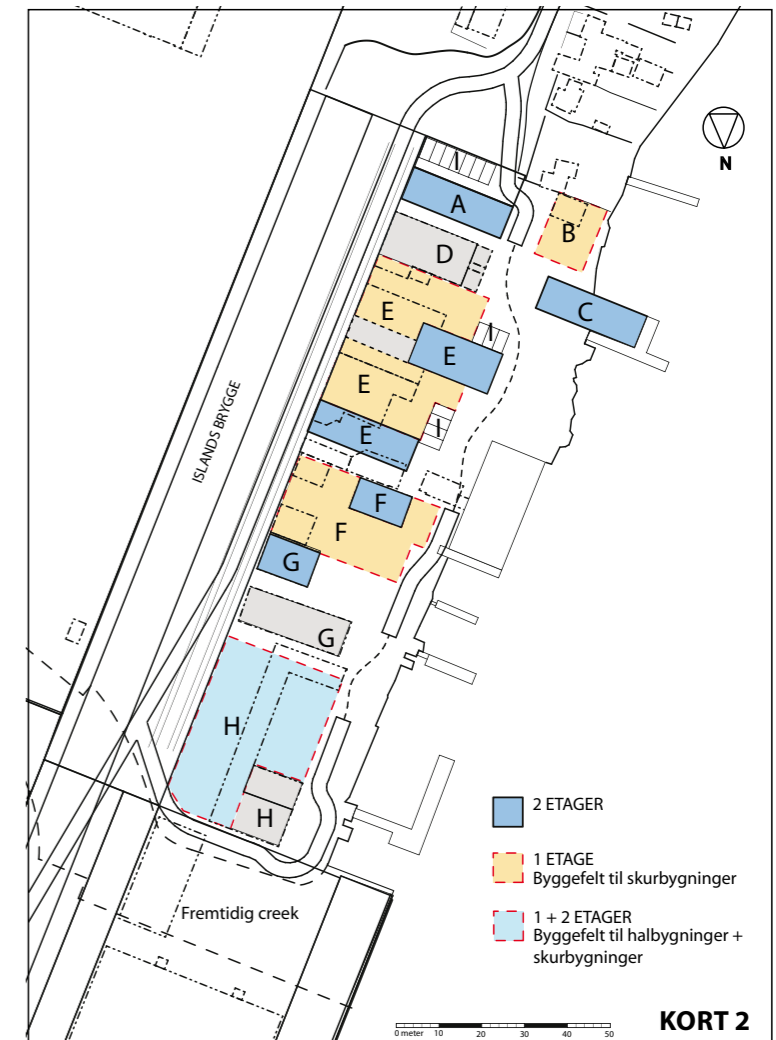 I
A
N
B
D
C
E
I
E
E
I
E
ISLANDS BRYGGE
F
F
G
G
H
H
2 ETAGER
1 ETAGE
Byggefelt til skurbygninger
1 + 2 ETAGER
Byggefelt til halbygninger +
skurbygninger
Fremtidig creek
0 meter 10 20 30 40 50
KORT 2